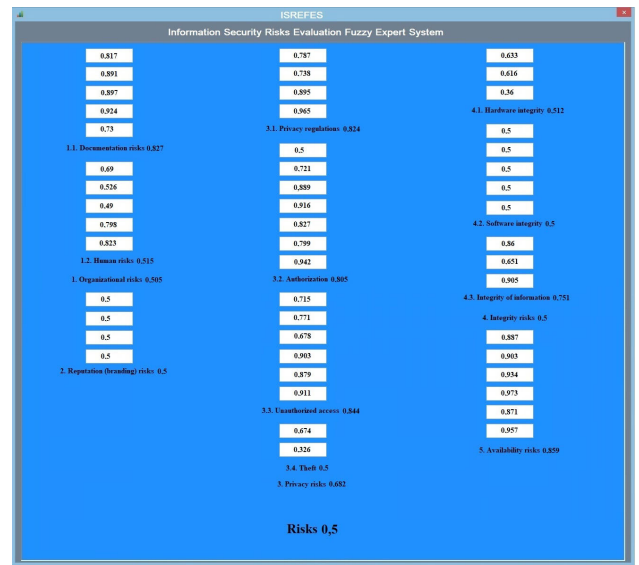 ISREFES
Information Security Risks Evaluation Fuzzy Expert System
0.817
0.891
0.897
0.924
0.73
1.1. Documentation risks 0,827
0.69
0.526
0.49
0.798
0.823
1.2. Human risks 0,515
1. Organizational risks 0,505
0.5
0.5
0.5
0.5
2. Reputation (branding) risks 0,5
0.787
0.738
0.895
0.965
3.1. Privacy regulations 0,824
0.5
0.721
0,889
0.916
0.827
0.799
0.942
3.2. Authorization 0,805
0.715
0.771
0.678
0.903
0.879
0.911
3.3. Unauthorized access 0,844
0.674
0.326
3.4. Theft 0.5
3. Privacy risks 0.682
0.633
0.616
0.36
4.1. Hardware integrity 0,512
0.5
0.5
0.5
0.5
0.5
4.2. Software integrity 0,5
0.86
0.651
0.905
4.3. Integrity of information 0,751
4. Integrity risks 0,5
0.887
0.903
0.934
0.973
0.871
0.957
5. Availability risks 0,859
Risks 0,5